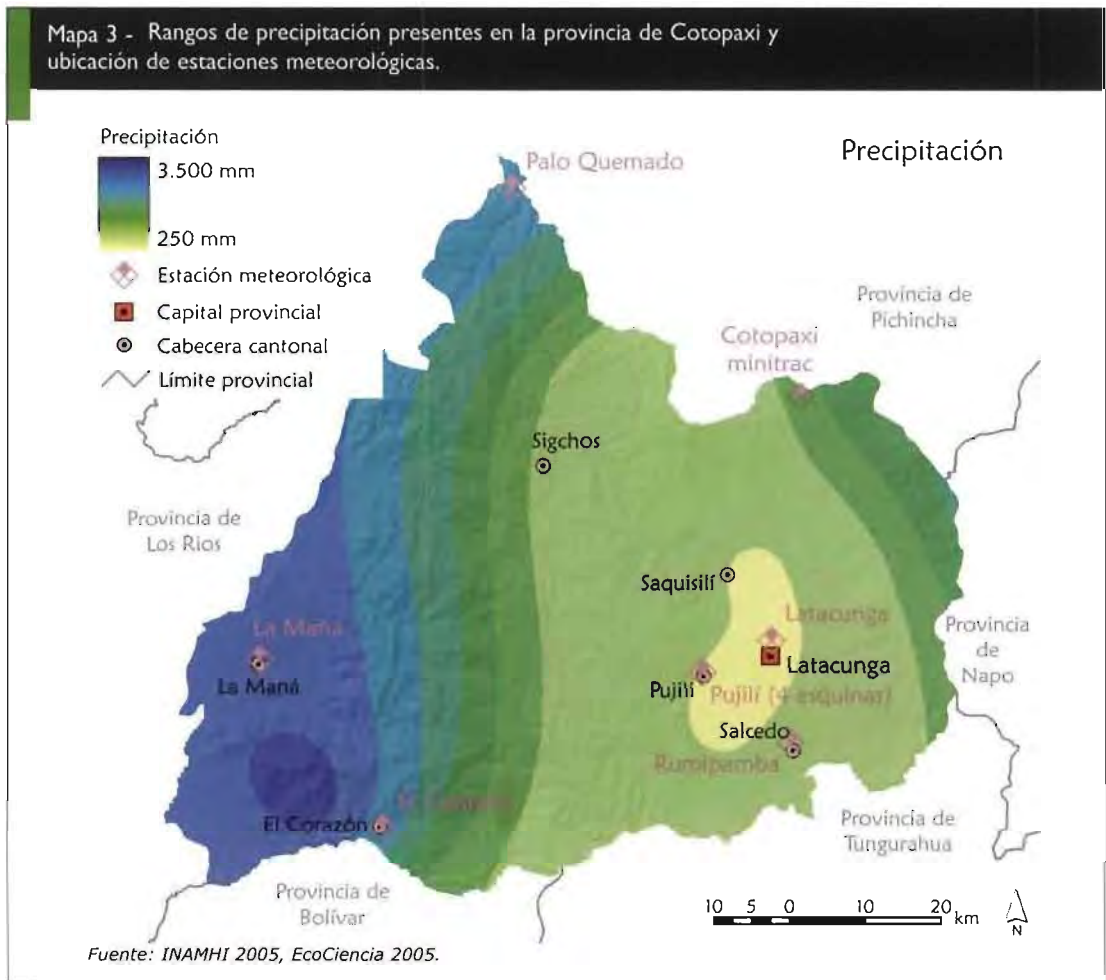 Mapa 3 - Rangos de precipitación presentes en la provincia de Cotopaxi y
ubicación de estaciones meteorológicas.
Precipitación
3.500 mm
250 mm
Estación meteorológica
Capital provincial
Cabecera cantonal
Límite provincial
Precipitación
Palo Quemado
Provincia de
Pichincha
Cotopaxi
minitrac
Sigchos
Provincia de
Los Rios
Saquisilí
Latacunga
Latacunga
La Maná
La Maná
Provincia
de
Napo
Pujilí
Pujilí (4 esquinar)
Salcedo
Rumipamba
El Corazón
Provincia de
Tungurahua
Provincia de
Bolívar
10 5 0 10 20 km
N
Fuente: INAMHI 2005, EcoCiencia 2005.